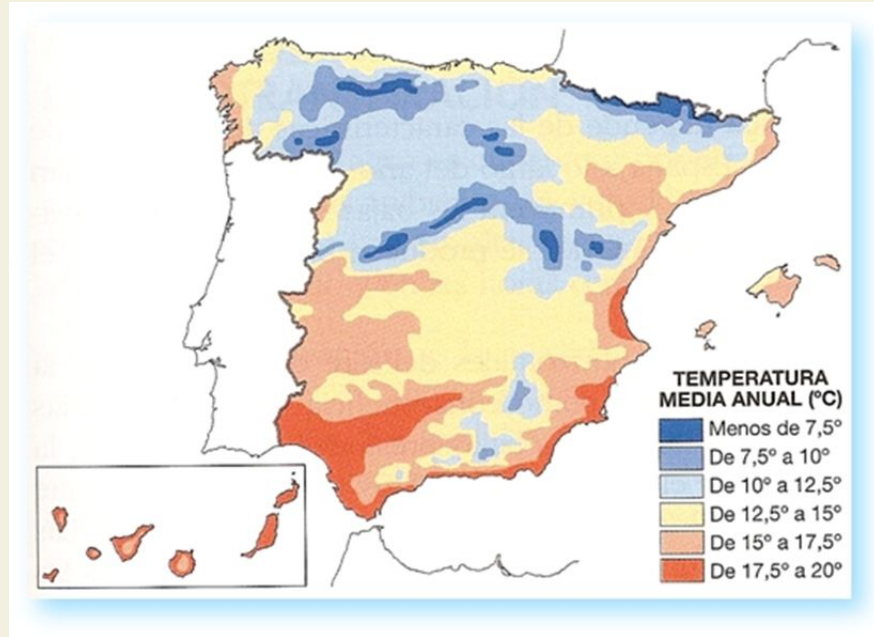 TEMPERATURA
MEDIA ANUAL (ºC)
Menos de 7,5º
De 7,5º a 10º
De 10º a 12,5º
De 12,5º a 15º
De 15º a 17,5º
De 17,5º a 20º